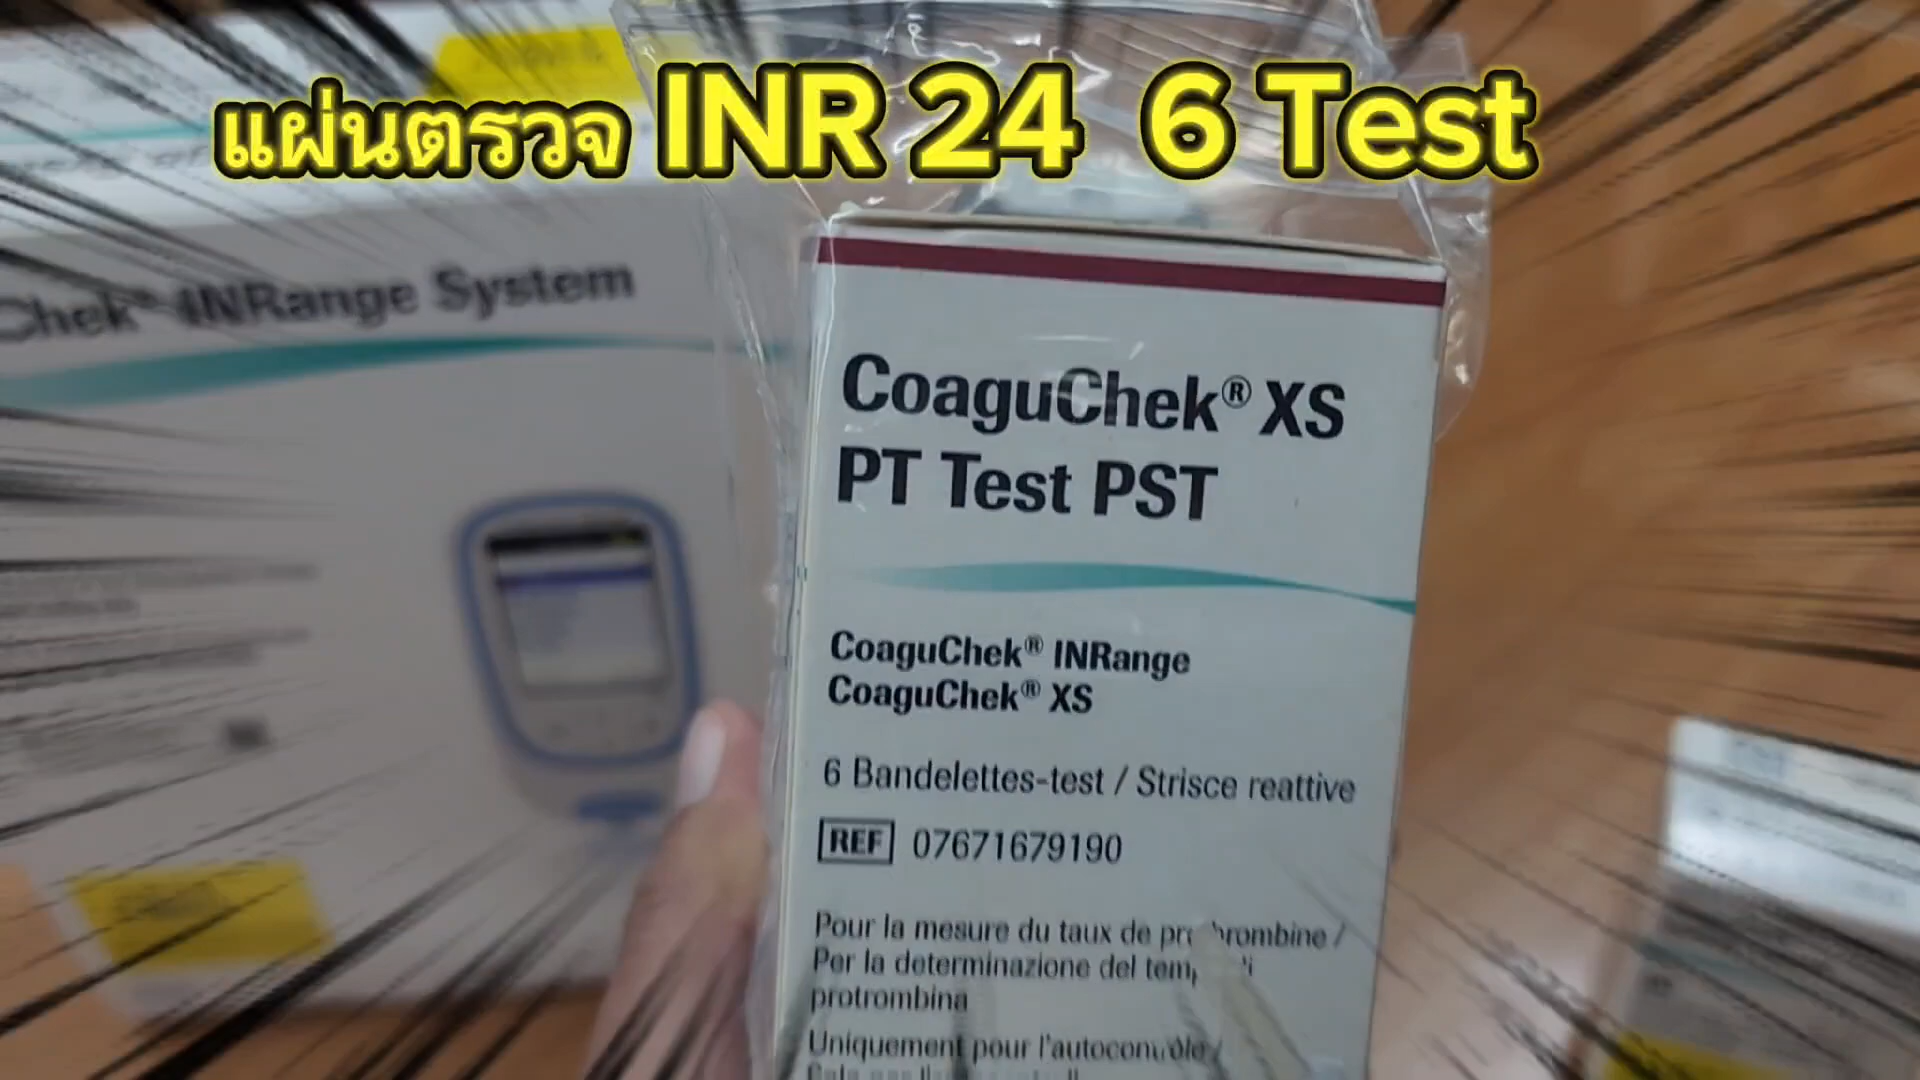 แผ่นตรวจ INR 24 6 Test
Chek INRange System
CoaguChek® XS
PT Test PST
CoaguChek® INRange
CoaguChek® XS
6 Bandelettes-test / Strisce reattive
REF 07671679190
Pour la mesure du taux de prothrombine /
Per la determinazione del
protrombina
Uniquement pour l'autocontrôle /